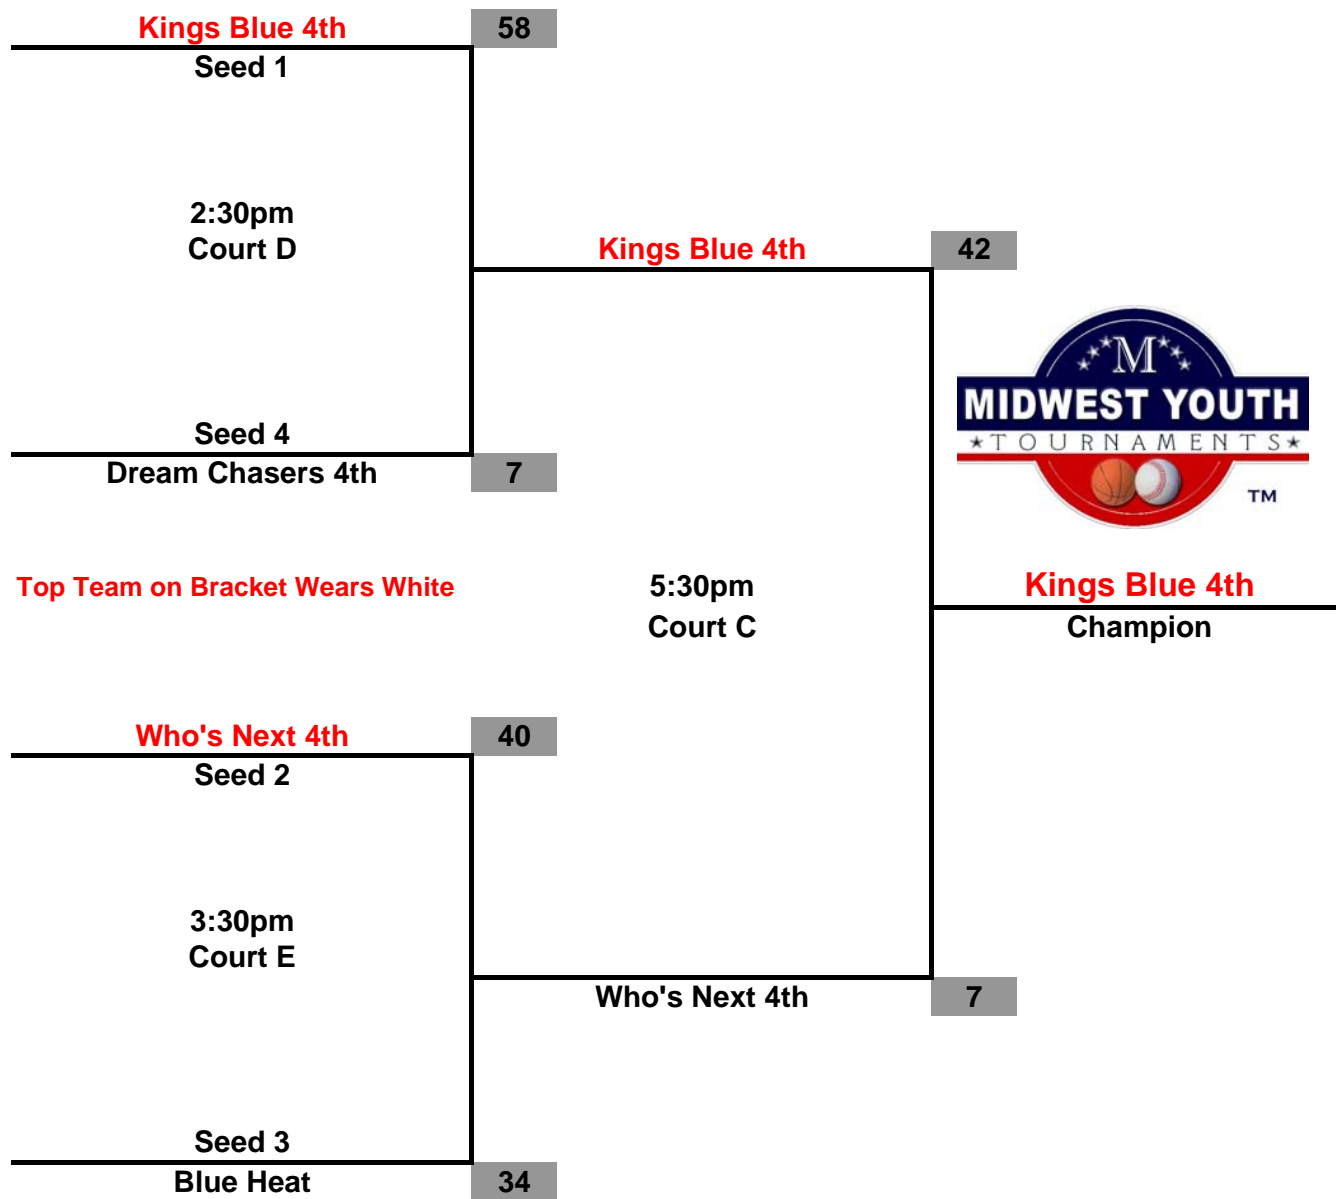 Kings Blue 4th 58
Seed 1
2:30pm
Court D
Kings Blue 4th 42
M
MIDWEST YOUTH
★TOURNAMENTS★
TM
Seed 4
Dream Chasers 4th 7
Top Team on Bracket Wears White
5:30pm
Court C
Kings Blue 4th
Champion
Who's Next 4th 40
Seed 2
3:30pm
Court E
Who's Next 4th 7
Seed 3
Blue Heat 34